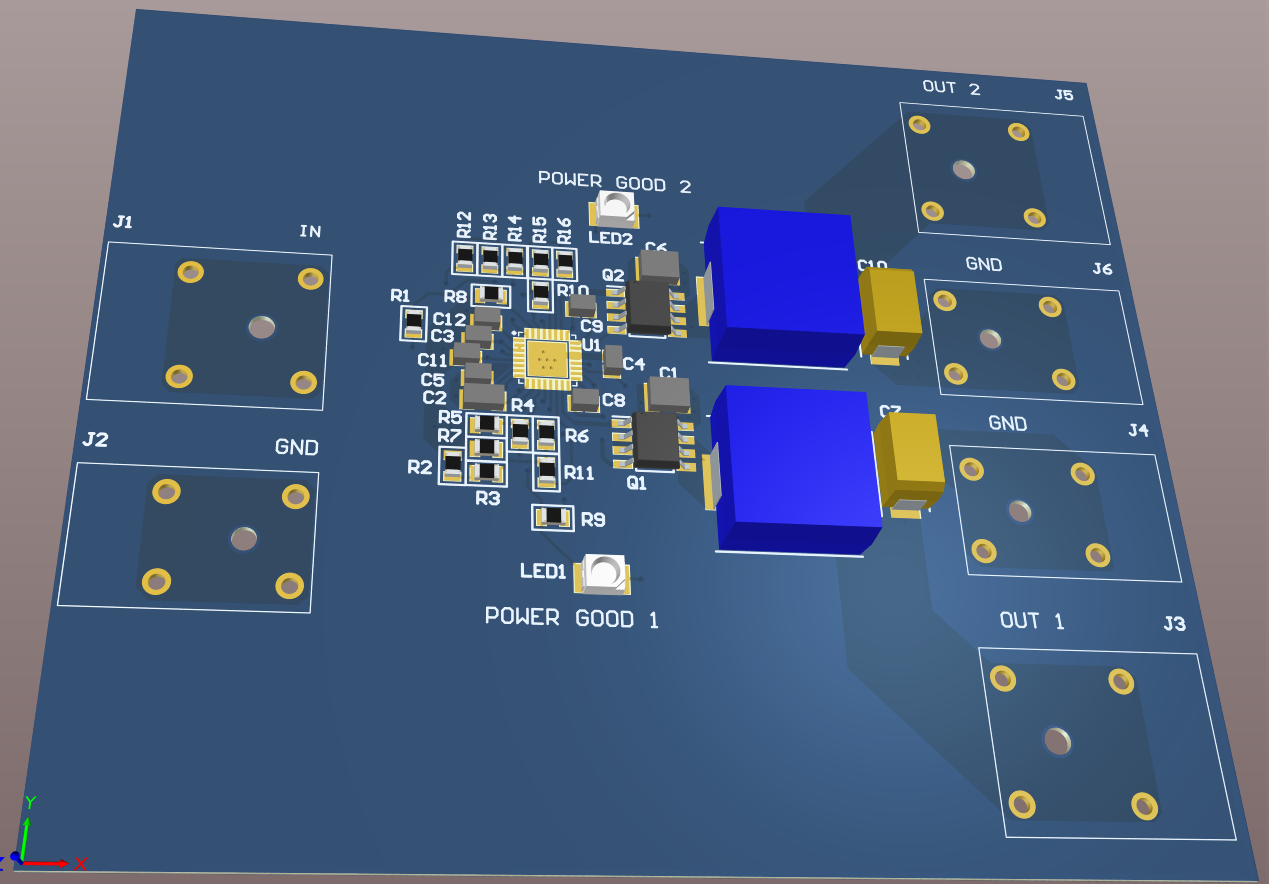 OUT 2
J5
POWER GOOD 2
J1
IN
R12
R13
R14
R15
R16
LED2
C6
GND
J6
Q2
C10
R1
R8
R10
C12
C9
C3
U1
C11
C4
C5
C1
C2
R4
C8
C7
GND
J4
R5
R7
R6
J2
GND
R2
R11
Q1
R3
R9
LED1
POWER GOOD 1
OUT 1
J3
Y
X